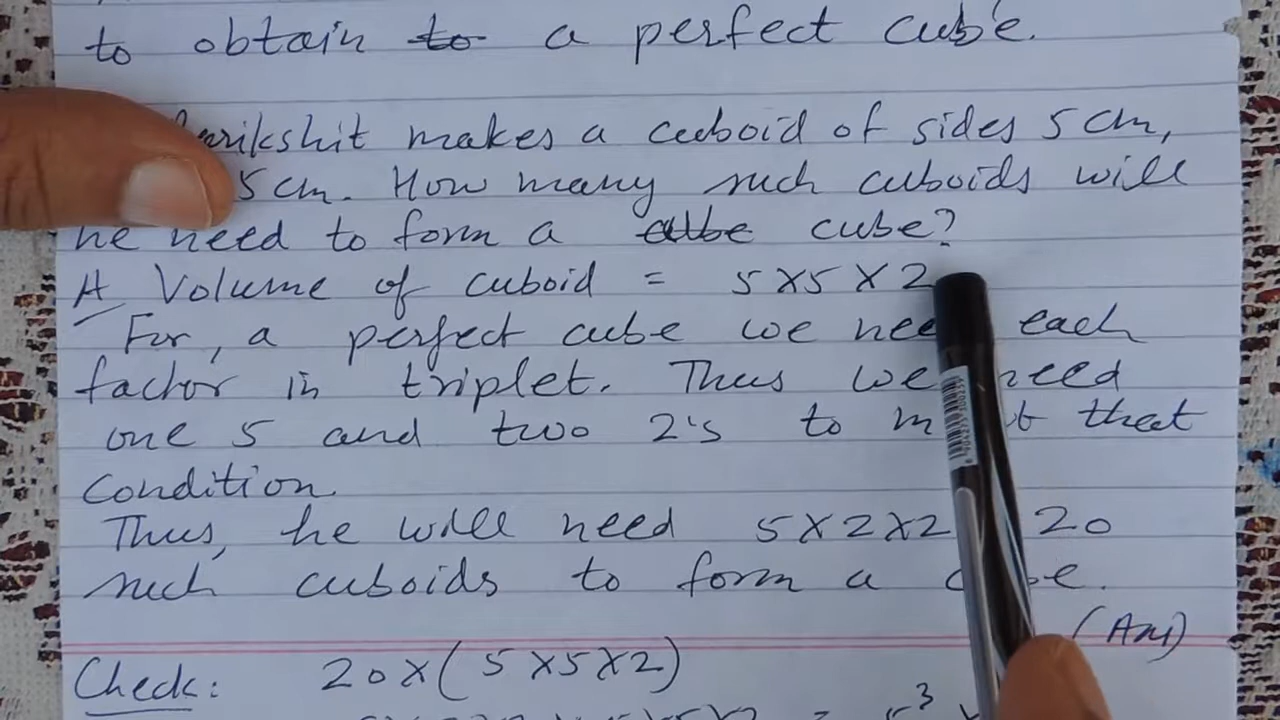 to obtain to a perfect cube.
arikshit makes a cuboid of sides 5 cm,
5 cm. How many such cuboids will
he need to form a cube cube?
A Volume of cuboid = 5 X 5 X 2
For, a perfect cube we need each
factor in triplet. Thus we need
one 5 and two 2's to that
condition.
Thus, he will need 5 X 2 X 2 20
such cuboids to form a
(Ans)
Check: 20 X (5 X 5 X 2)